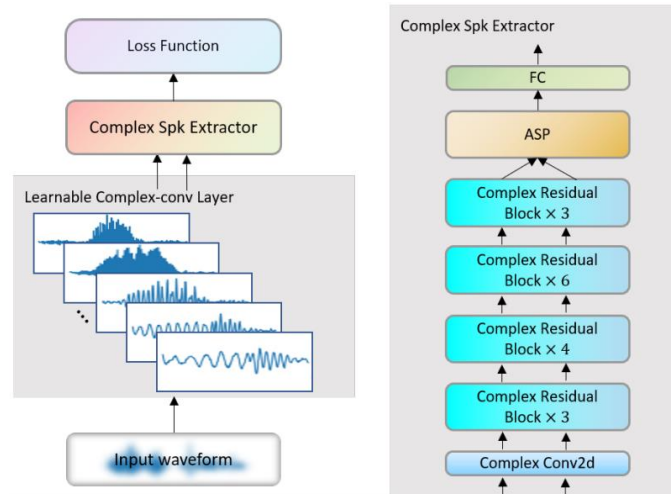 Loss Function
Complex Spk Extractor
Learnable Complex-conv Layer
Input waveform
Complex Spk Extractor
FC
ASP
Complex Residual
Block × 3
Complex Residual
Block × 6
Complex Residual
Block × 4
Complex Residual
Block × 3
Complex Conv2d